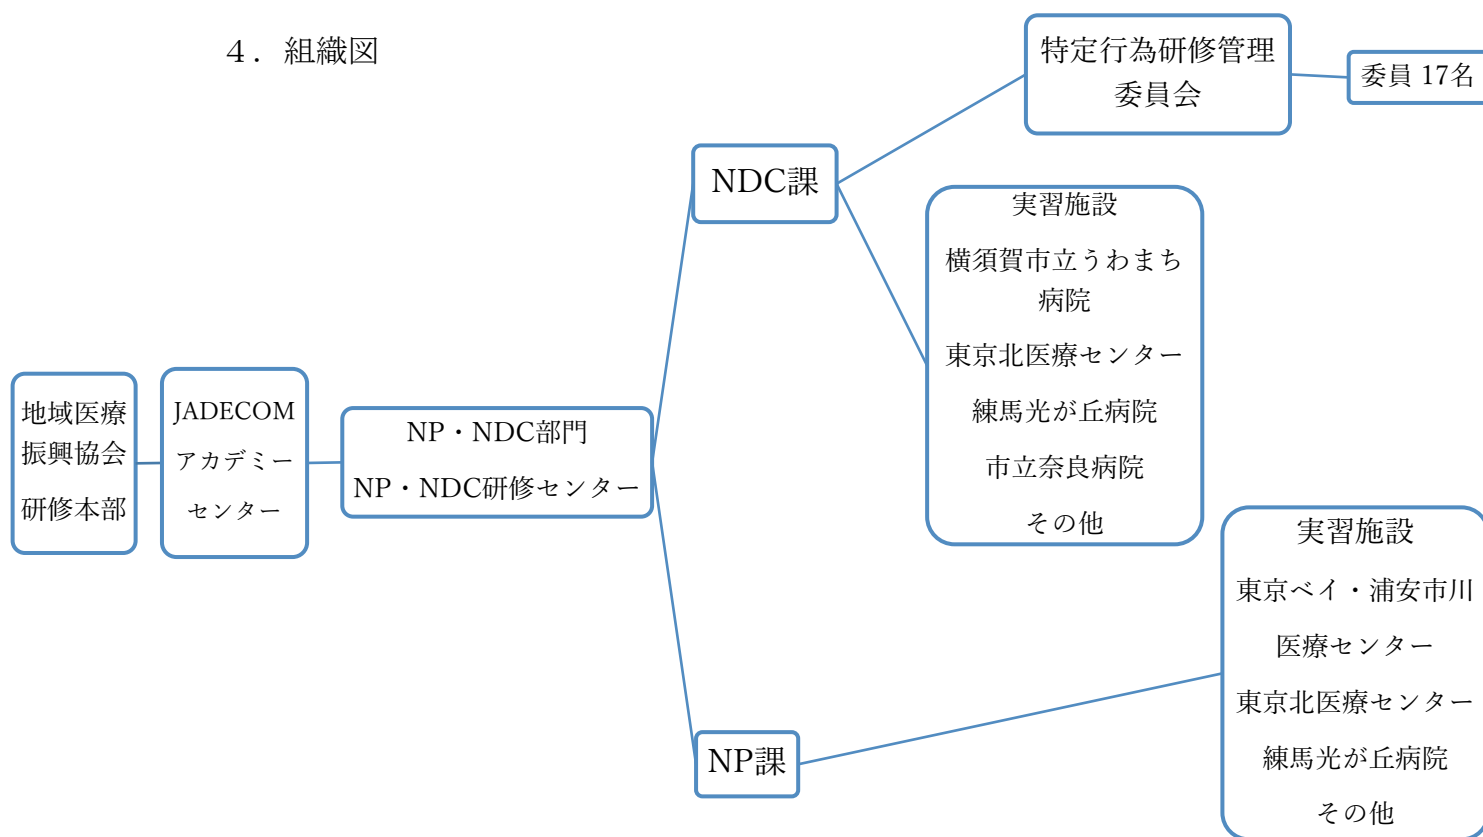 ４．組織図
地域医療
振興協会
研修本部
JADECOM
アカデミー
センター
NP・NDC部門
NP・NDC研修センター
NDC課
特定行為研修管理
委員会
委員 17名
実習施設
横須賀市立うわまち
病院
東京北医療センター
練馬光が丘病院
市立奈良病院
その他
NP課
実習施設
東京ベイ・浦安市川
医療センター
東京北医療センター
練馬光が丘病院
その他